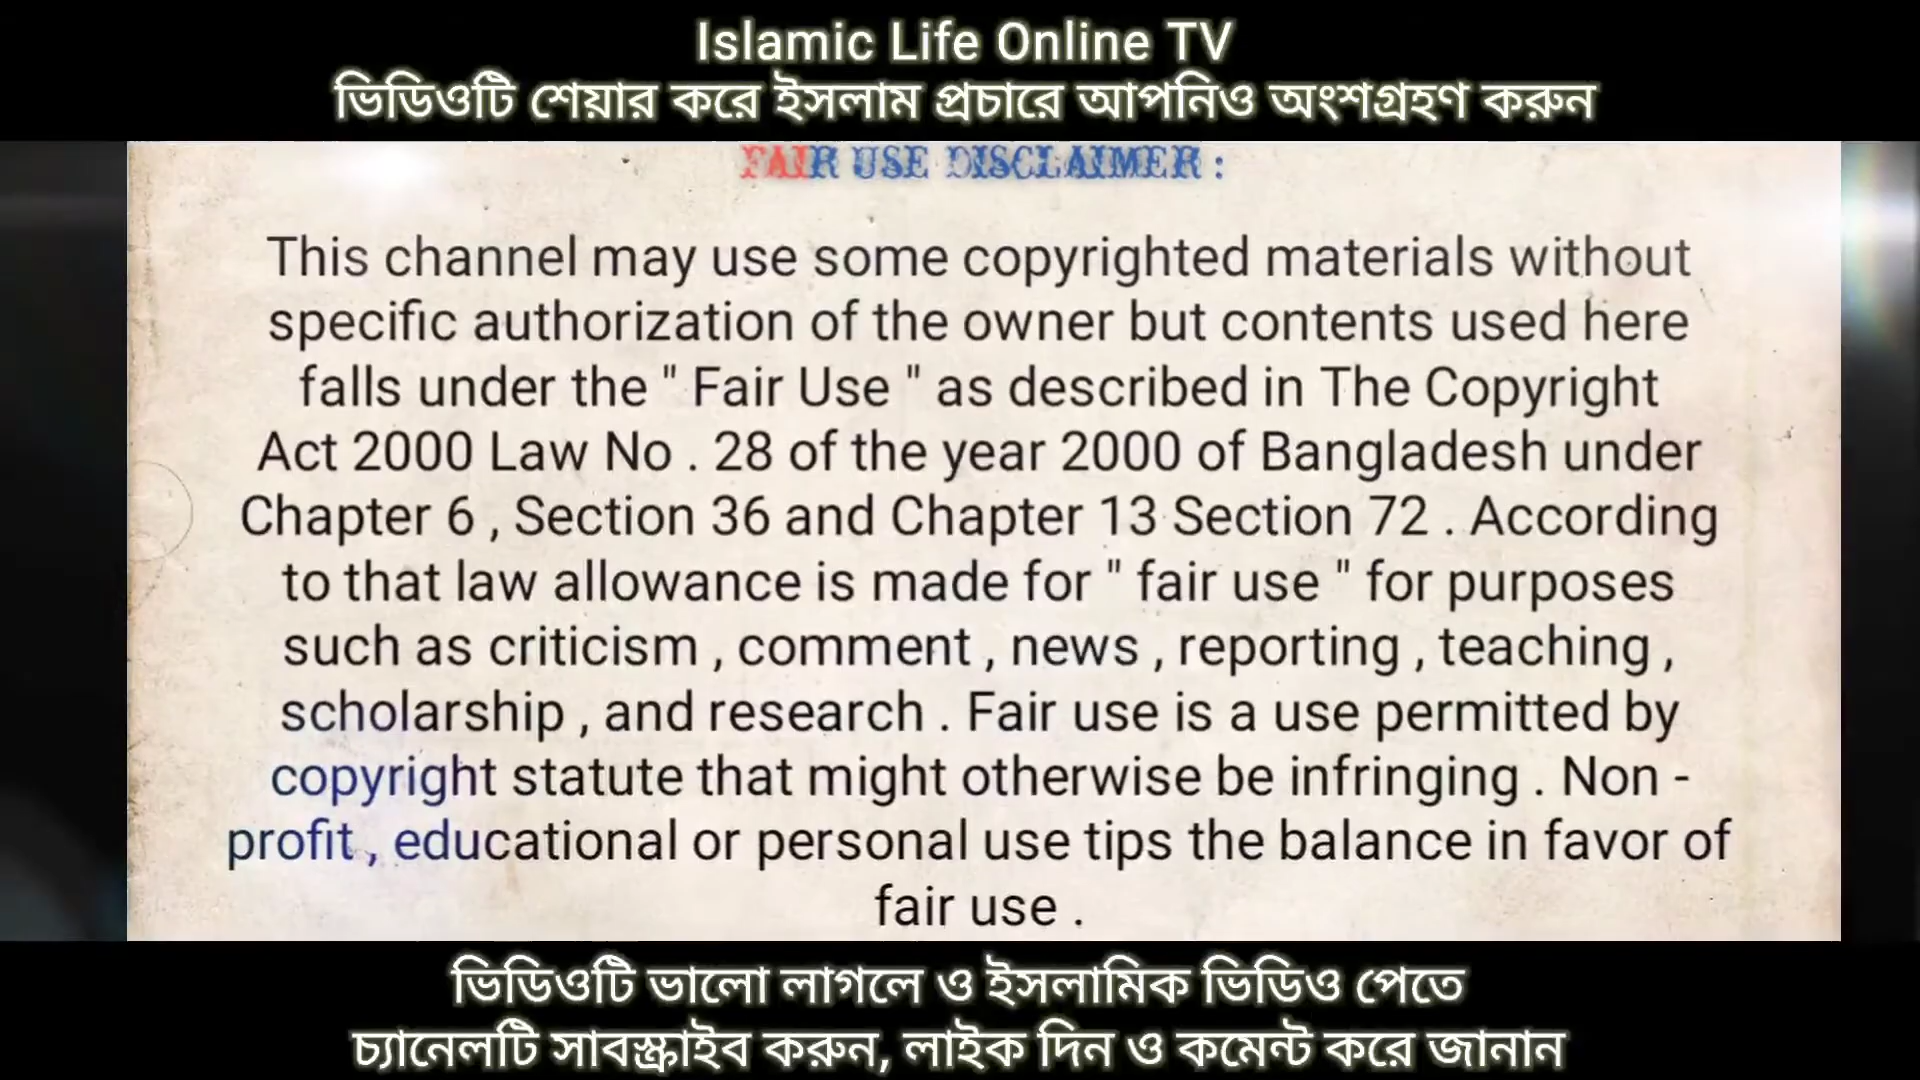 Islamic Life Online TV
ভিডিওটি শেয়ার করে ইসলাম প্রচারে আপনিও অংশগ্রহণ করুন
FAIR USE DISCLAIMER :
This channel may use some copyrighted materials without
specific authorization of the owner but contents used here
falls under the " Fair Use " as described in The Copyright
Act 2000 Law No . 28 of the year 2000 of Bangladesh under
Chapter 6 , Section 36 and Chapter 13 Section 72 . According
to that law allowance is made for " fair use " for purposes
such as criticism , comment , news , reporting , teaching ,
scholarship , and research . Fair use is a use permitted by
copyright statute that might otherwise be infringing . Non -
profit , educational or personal use tips the balance in favor of
fair use .
ভিডিওটি ভালো লাগলে ও ইসলামিক ভিডিও পেতে
চ্যানেলটি সাবস্ক্রাইব করুন, লাইক দিন ও কমেন্ট করে জানান